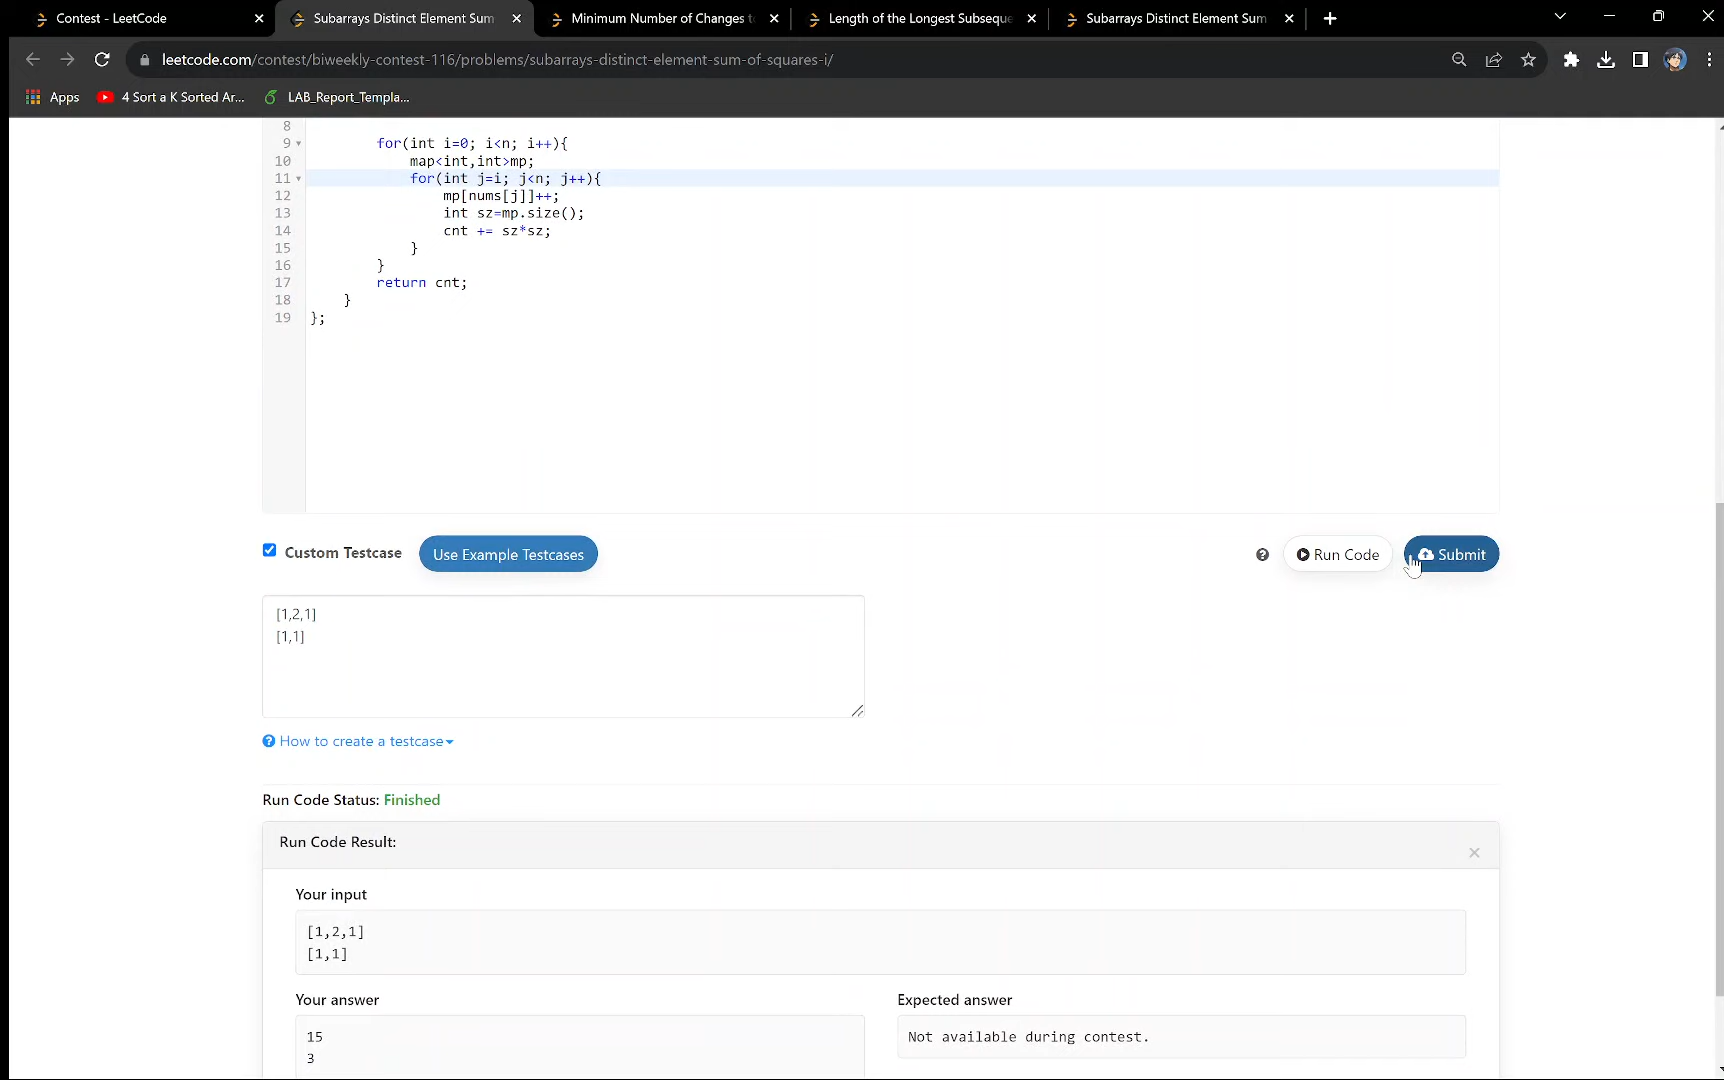 Contest - LeetCode
Subarrays Distinct Element Sum
Minimum Number of Changes t
Length of the Longest Subseque
Subarrays Distinct Element Sum
leetcode.com/contest/biweekly-contest-116/problems/subarrays-distinct-element-sum-of-squares-i/
Apps
4 Sort a K Sorted Ar...
LAB_Report_Templa...
8
9 for(int i=0; i<n; i++){
10 map<int,int>mp;
11 for(int j=i; j<n; j++){
12 mp[nums[j]]++;
13 int sz=mp.size();
14 cnt += sz*sz;
15 }
16 }
17 return cnt;
18 }
19 };
Custom Testcase
Use Example Testcases
Run Code
Submit
[1,2,1]
[1,1]
How to create a testcase
Run Code Status: Finished
Run Code Result:
Your input
[1,2,1]
[1,1]
Your answer
Expected answer
15
3
Not available during contest.